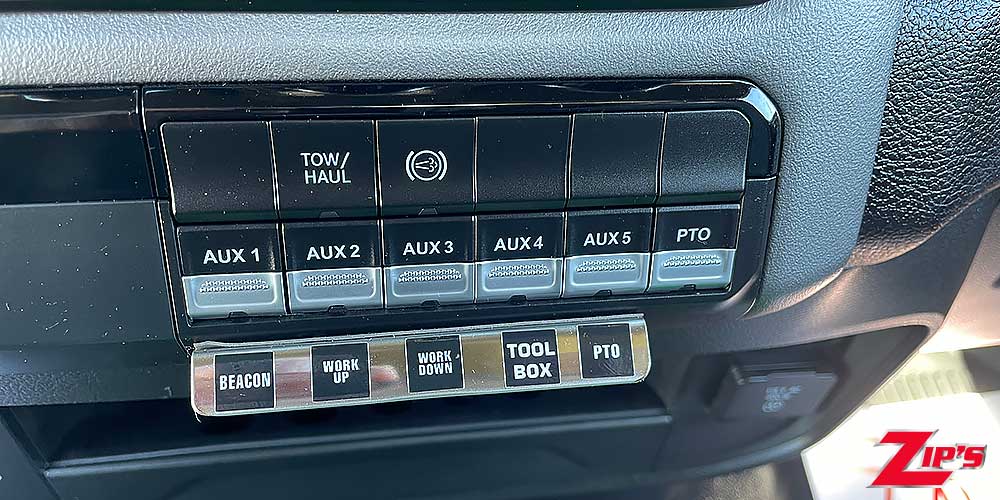 TOW/
HAUL
AUX 1 AUX 2 AUX 3 AUX 4 AUX 5 PTO
BEACON
WORK
UP
WORK
DOWN
TOOL
BOX
PTO
ZIP'S